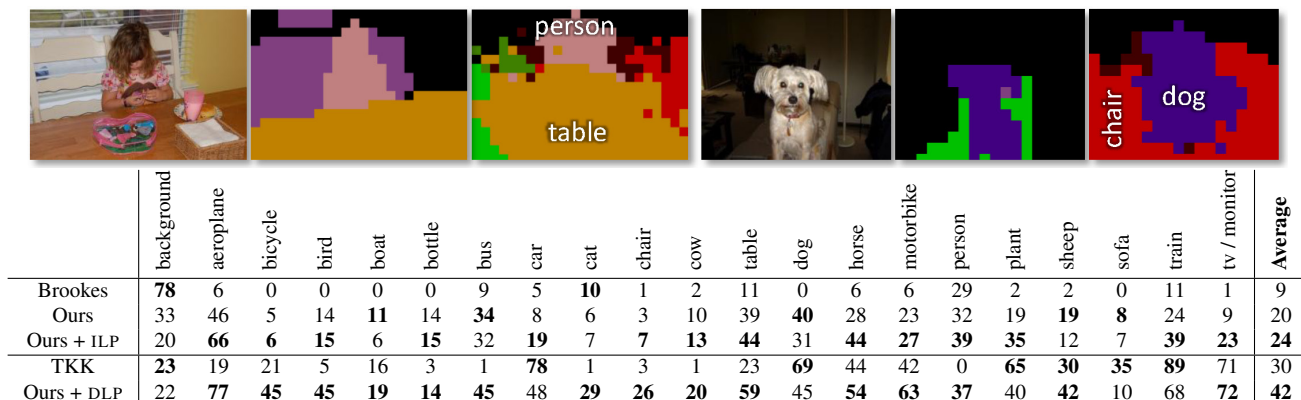 person
table
chair
dog
background aeroplane bicycle bird boat bottle bus car cat chair cow table dog horse motorbike person plant sheep sofa train tv / monitor Average
Brookes 78 6 0 0 0 0 9 5 10 1 2 11 0 6 6 29 2 2 0 11 1 9
Ours 33 46 5 14 11 14 34 8 6 3 10 39 40 28 23 32 19 19 8 24 9 20
Ours + ILP 20 66 6 15 6 15 32 19 7 7 13 44 31 44 27 39 35 12 7 39 23 24
TKK 23 19 21 5 16 3 1 78 1 3 1 23 69 44 42 0 65 30 35 89 71 30
Ours + DLP 22 77 45 45 19 14 45 48 29 26 20 59 45 54 63 37 40 42 10 68 72 42